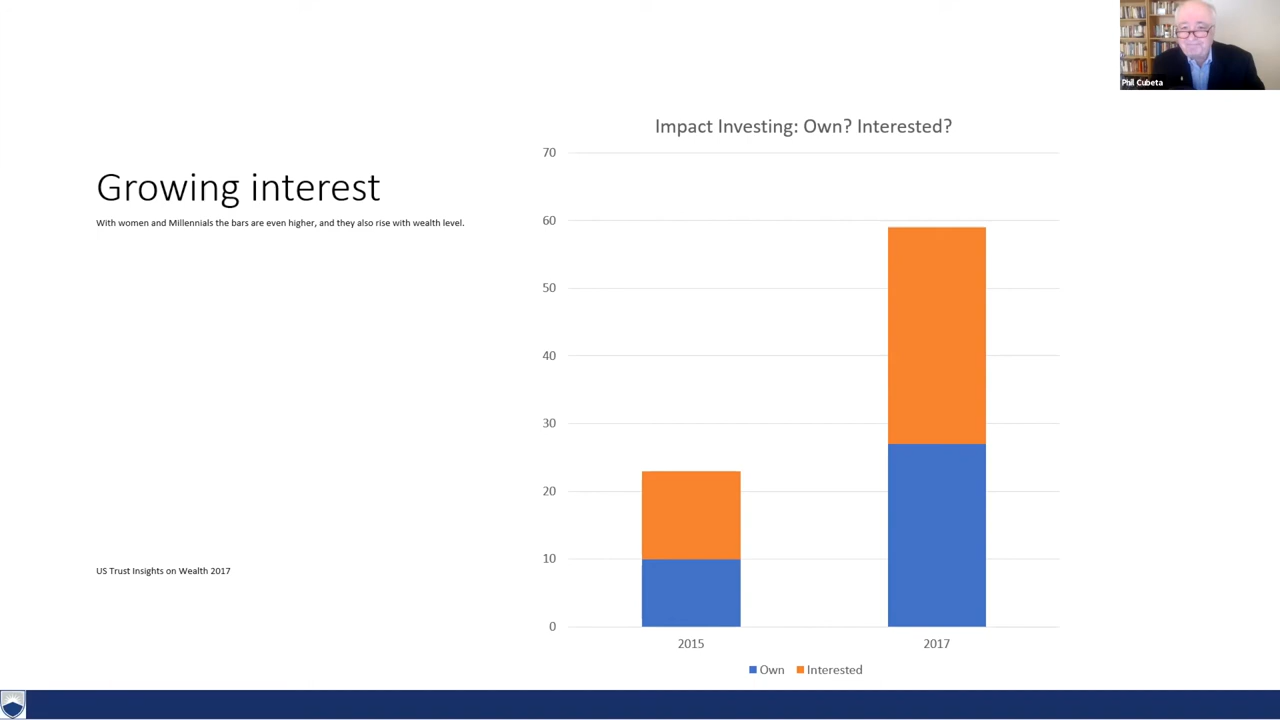 Phil Cubeta
Growing interest
With women and Millennials the bars are even higher, and they also rise with wealth level.
US Trust Insights on Wealth 2017
Impact Investing: Own? Interested?
70
60
50
40
30
20
10
0
2015 2017
Own Interested